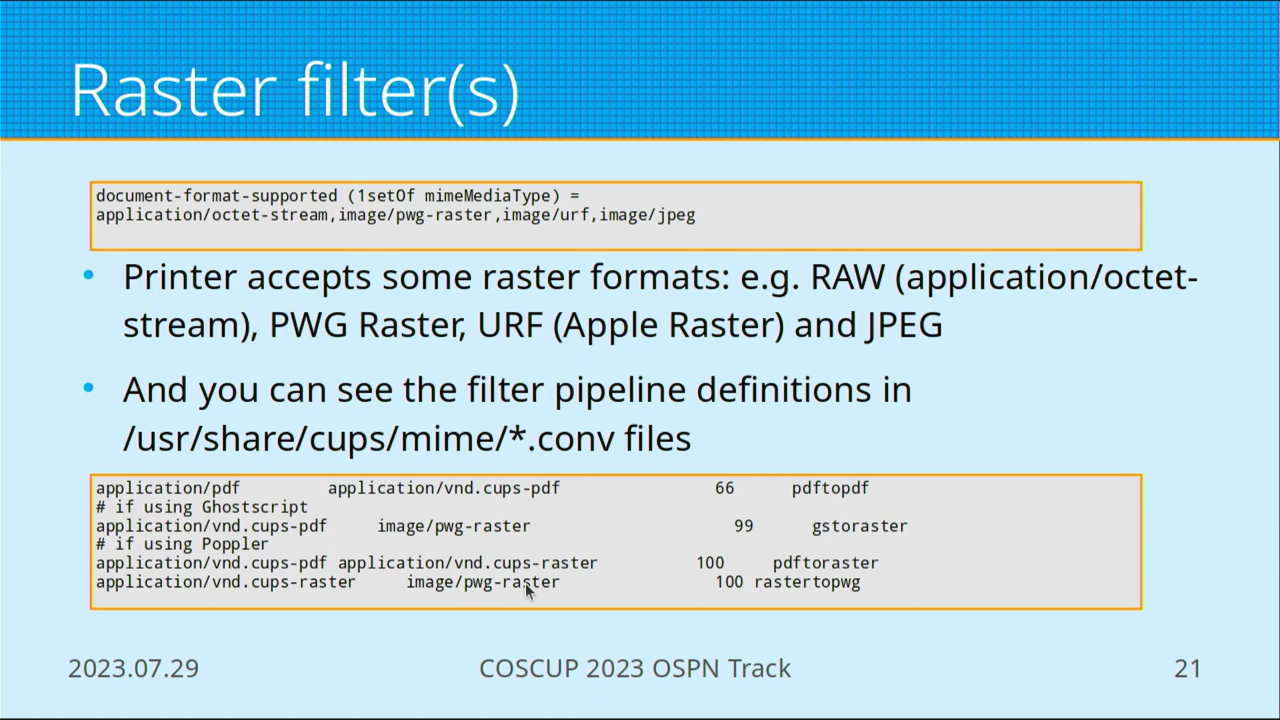 Raster filter(s)
document-format-supported (1setOf mimeMediaType) =
application/octet-stream,image/pwg-raster,image/urf,image/jpeg
• Printer accepts some raster formats: e.g. RAW (application/octet-
stream), PWG Raster, URF (Apple Raster) and JPEG
• And you can see the filter pipeline definitions in
/usr/share/cups/mime/*.conv files
application/pdf application/vnd.cups-pdf 66 pdftopdf
# if using Ghostscript
application/vnd.cups-pdf image/pwg-raster 99 gstoraster
# if using Poppler
application/vnd.cups-pdf application/vnd.cups-raster 100 pdftoraster
application/vnd.cups-raster image/pwg-raster 100 rastertopwg
2023.07.29 COSCUP 2023 OSPN Track 21